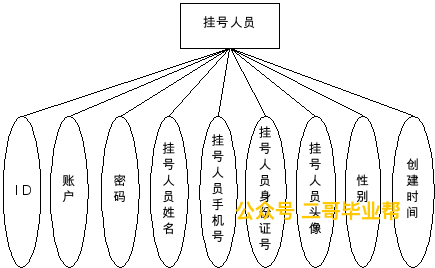 挂号人员
ID
账户
密码
挂号人员姓名
挂号人员手机号
挂号人员身份证号
挂号人员头像
性别
创建时间
公众号 二哥毕业帮